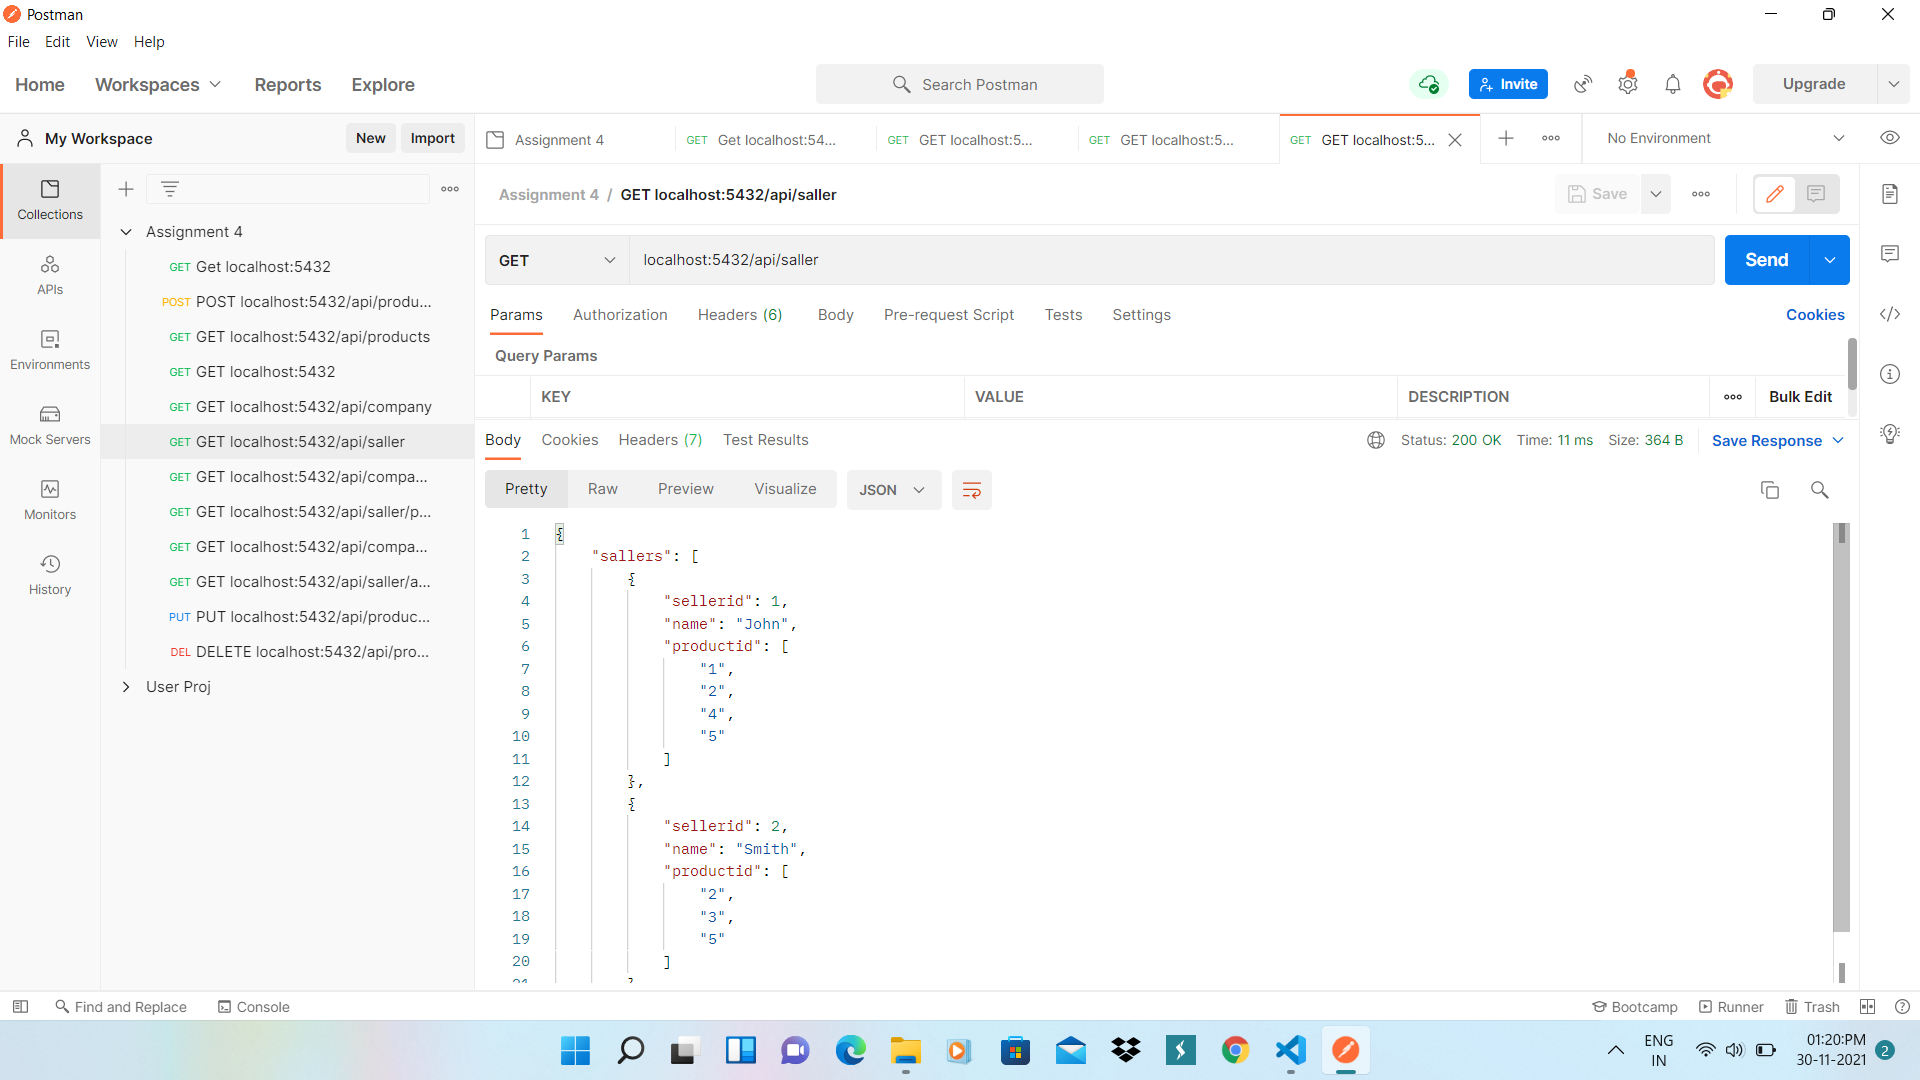 Postman
File Edit View Help
Home Workspaces Reports Explore Search Postman Invite Upgrade
My Workspace New Import Assignment 4 GET Get localhost:54... GET GET localhost:5... GET GET localhost:5... GET GET localhost:5... No Environment
Assignment 4 / GET localhost:5432/api/saller Save
Collections
APIs
Environments
Mock Servers
Monitors
History
Assignment 4
GET Get localhost:5432
POST POST localhost:5432/api/produ...
GET GET localhost:5432/api/products
GET GET localhost:5432
GET GET localhost:5432/api/company
GET GET localhost:5432/api/saller
GET GET localhost:5432/api/compa...
GET GET localhost:5432/api/saller/p...
GET GET localhost:5432/api/compa...
GET GET localhost:5432/api/saller/a...
PUT PUT localhost:5432/api/produc...
DEL DELETE localhost:5432/api/pro...
User Proj
GET localhost:5432/api/saller Send
Params Authorization Headers (6) Body Pre-request Script Tests Settings Cookies
Query Params
KEY VALUE DESCRIPTION Bulk Edit
Body Cookies Headers (7) Test Results Status: 200 OK Time: 11 ms Size: 364 B Save Response
Pretty Raw Preview Visualize JSON
1 {
2 "sallers": [
3 {
4 "sellerid": 1,
5 "name": "John",
6 "productid": [
7 "1",
8 "2",
9 "4",
10 "5"
11 ]
12 },
13 {
14 "sellerid": 2,
15 "name": "Smith",
16 "productid": [
17 "2",
18 "3",
19 "5"
20 ]
Find and Replace Console Bootcamp Runner Trash
ENG
IN
01:20:PM
30-11-2021
2